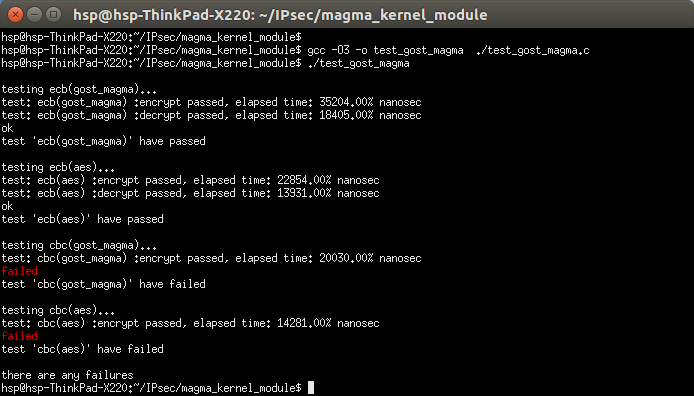 hsp@hsp-ThinkPad-X220: ~/IPsec/magma_kernel_module
hsp@hsp-ThinkPad-X220:~/IPsec/magma_kernel_module$
hsp@hsp-ThinkPad-X220:~/IPsec/magma_kernel_module$ gcc -O3 -o test_gost_magma  ./test_gost_magma.c
hsp@hsp-ThinkPad-X220:~/IPsec/magma_kernel_module$ ./test_gost_magma
testing ecb(gost_magma)...
test: ecb(gost_magma) :encrypt passed, elapsed time: 35204.00% nanosec
test: ecb(gost_magma) :decrypt passed, elapsed time: 18405.00% nanosec
ok
test 'ecb(gost_magma)' have passed
testing ecb(aes)...
test: ecb(aes) :encrypt passed, elapsed time: 22854.00% nanosec
test: ecb(aes) :decrypt passed, elapsed time: 13931.00% nanosec
ok
test 'ecb(aes)' have passed
testing cbc(gost_magma)...
test: cbc(gost_magma) :encrypt passed, elapsed time: 20030.00% nanosec
failed
test 'cbc(gost_magma)' have failed
testing cbc(aes)...
test: cbc(aes) :encrypt passed, elapsed time: 14281.00% nanosec
failed
test 'cbc(aes)' have failed
there are any failures
hsp@hsp-ThinkPad-X220:~/IPsec/magma_kernel_module$